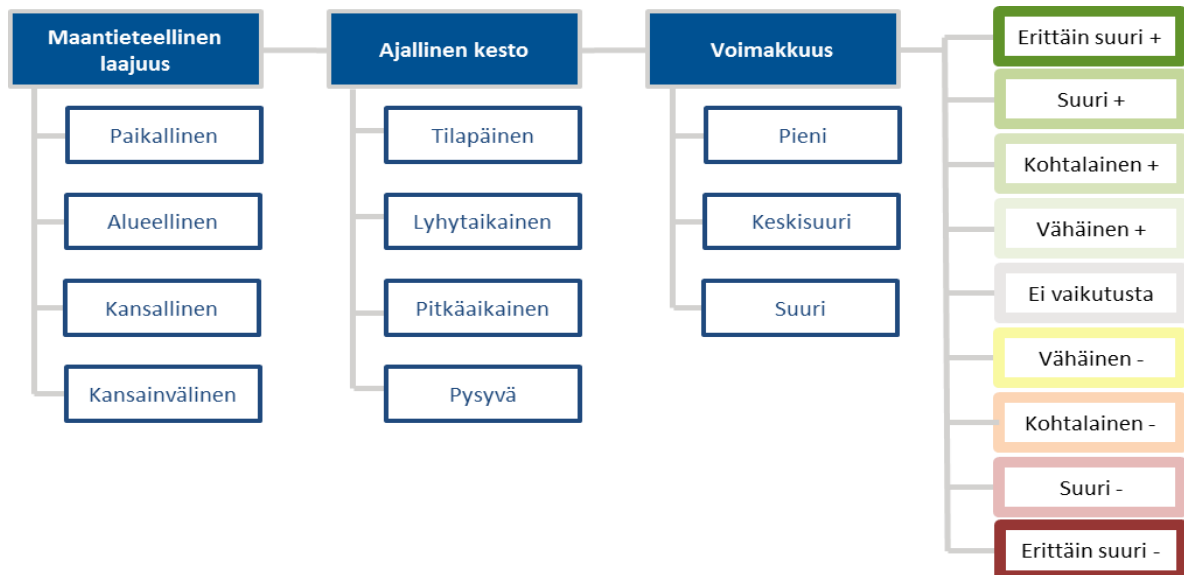 Maantieteellinen
laajuus
Paikallinen
Alueellinen
Kansallinen
Kansainvälinen
Ajallinen kesto
Tilapäinen
Lyhytaikainen
Pitkäaikainen
Pysyvä
Voimakkuus
Pieni
Keskisuuri
Suuri
Erittäin suuri +
Suuri +
Kohtalainen +
Vähäinen +
Ei vaikutusta
Vähäinen -
Kohtalainen -
Suuri -
Erittäin suuri -